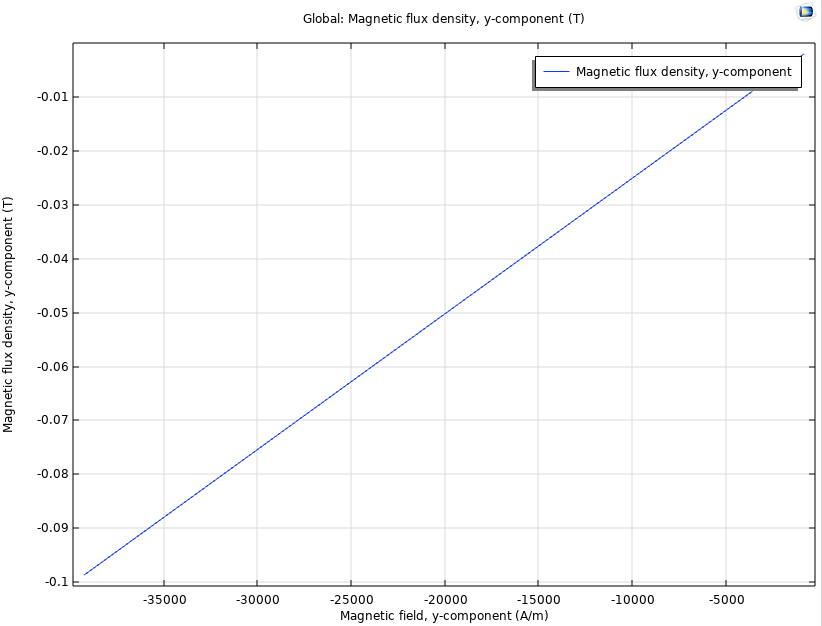 Global: Magnetic flux density, y-component (T)
Magnetic flux density, y-component
-0.01
-0.02
-0.03
-0.04
-0.05
-0.06
-0.07
-0.08
-0.09
-0.1
Magnetic flux density, y-component (T)
-35000 -30000 -25000 -20000 -15000 -10000 -5000
Magnetic field, y-component (A/m)